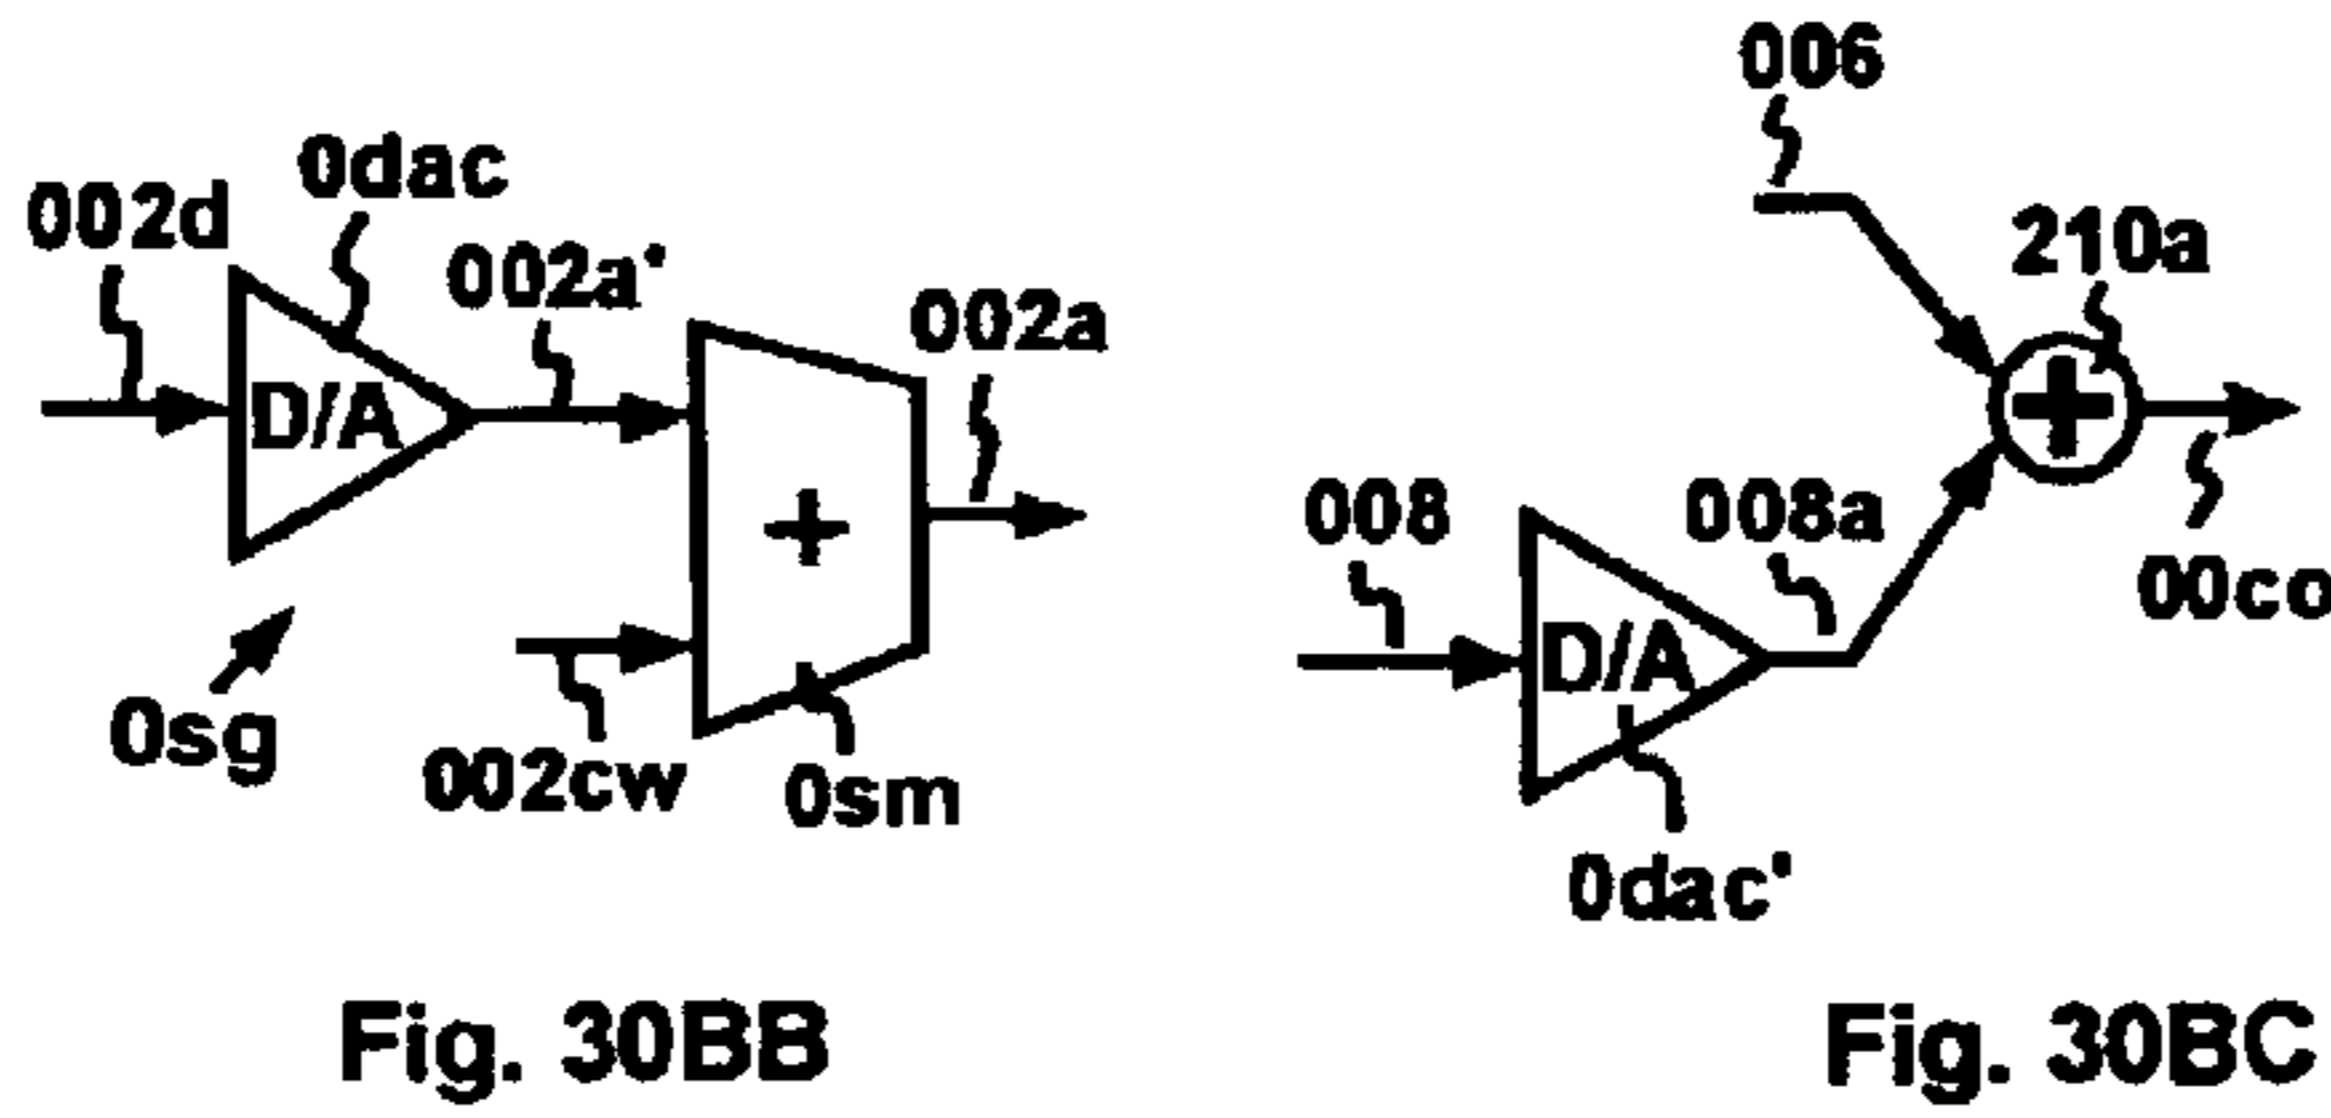 002d
0dac
002a'
002a
D/A
+
0sg
002cw
0sm
Fig. 30BB
006
210a
+
008
008a
00co
D/A
0dac'
Fig. 30BC